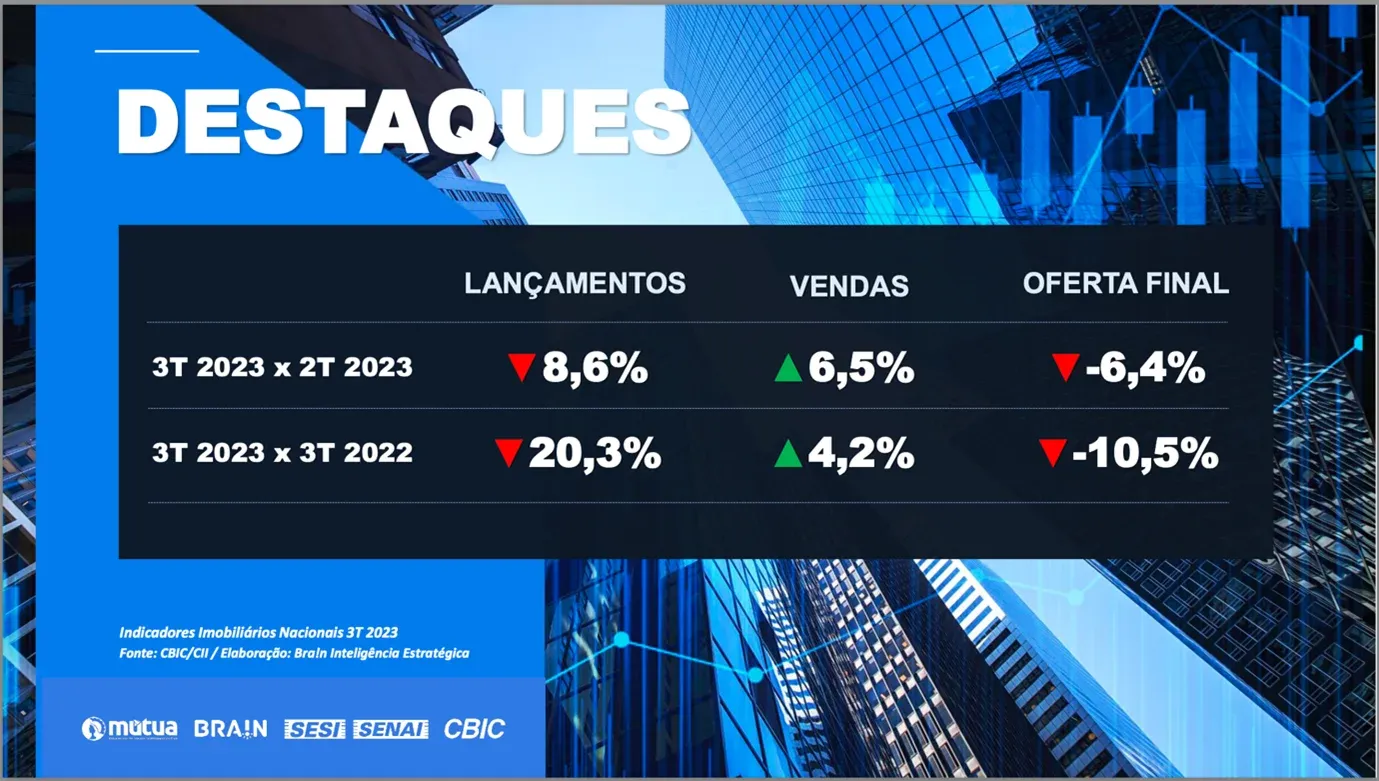 DESTAQUES
LANÇAMENTOS VENDAS OFERTA FINAL
3T 2023 x 2T 2023 ▼8,6% ▲6,5% ▼-6,4%
3T 2023 x 3T 2022 ▼20,3% ▲4,2% ▼-10,5%
Indicadores Imobiliários Nacionais 3T 2023
Fonte: CBIC/CII / Elaboração: Bra!n Inteligência Estratégica
mútua BRA!N SESI SENAI CBIC